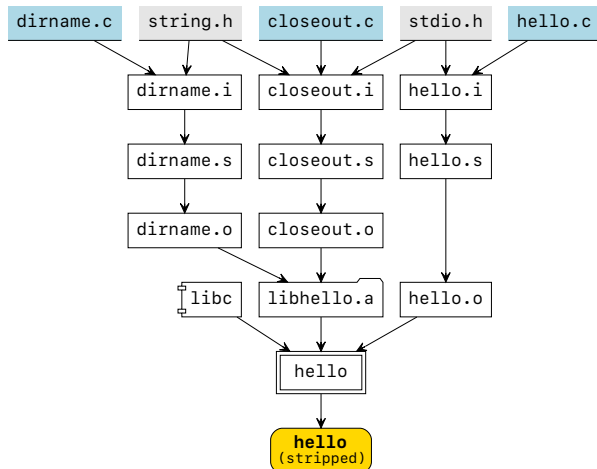 dirname.c
string.h
closeout.c
stdio.h
hello.c
dirname.i
closeout.i
hello.i
dirname.s
closeout.s
hello.s
dirname.o
closeout.o
libc
libhello.a
hello.o
hello
hello
(stripped)